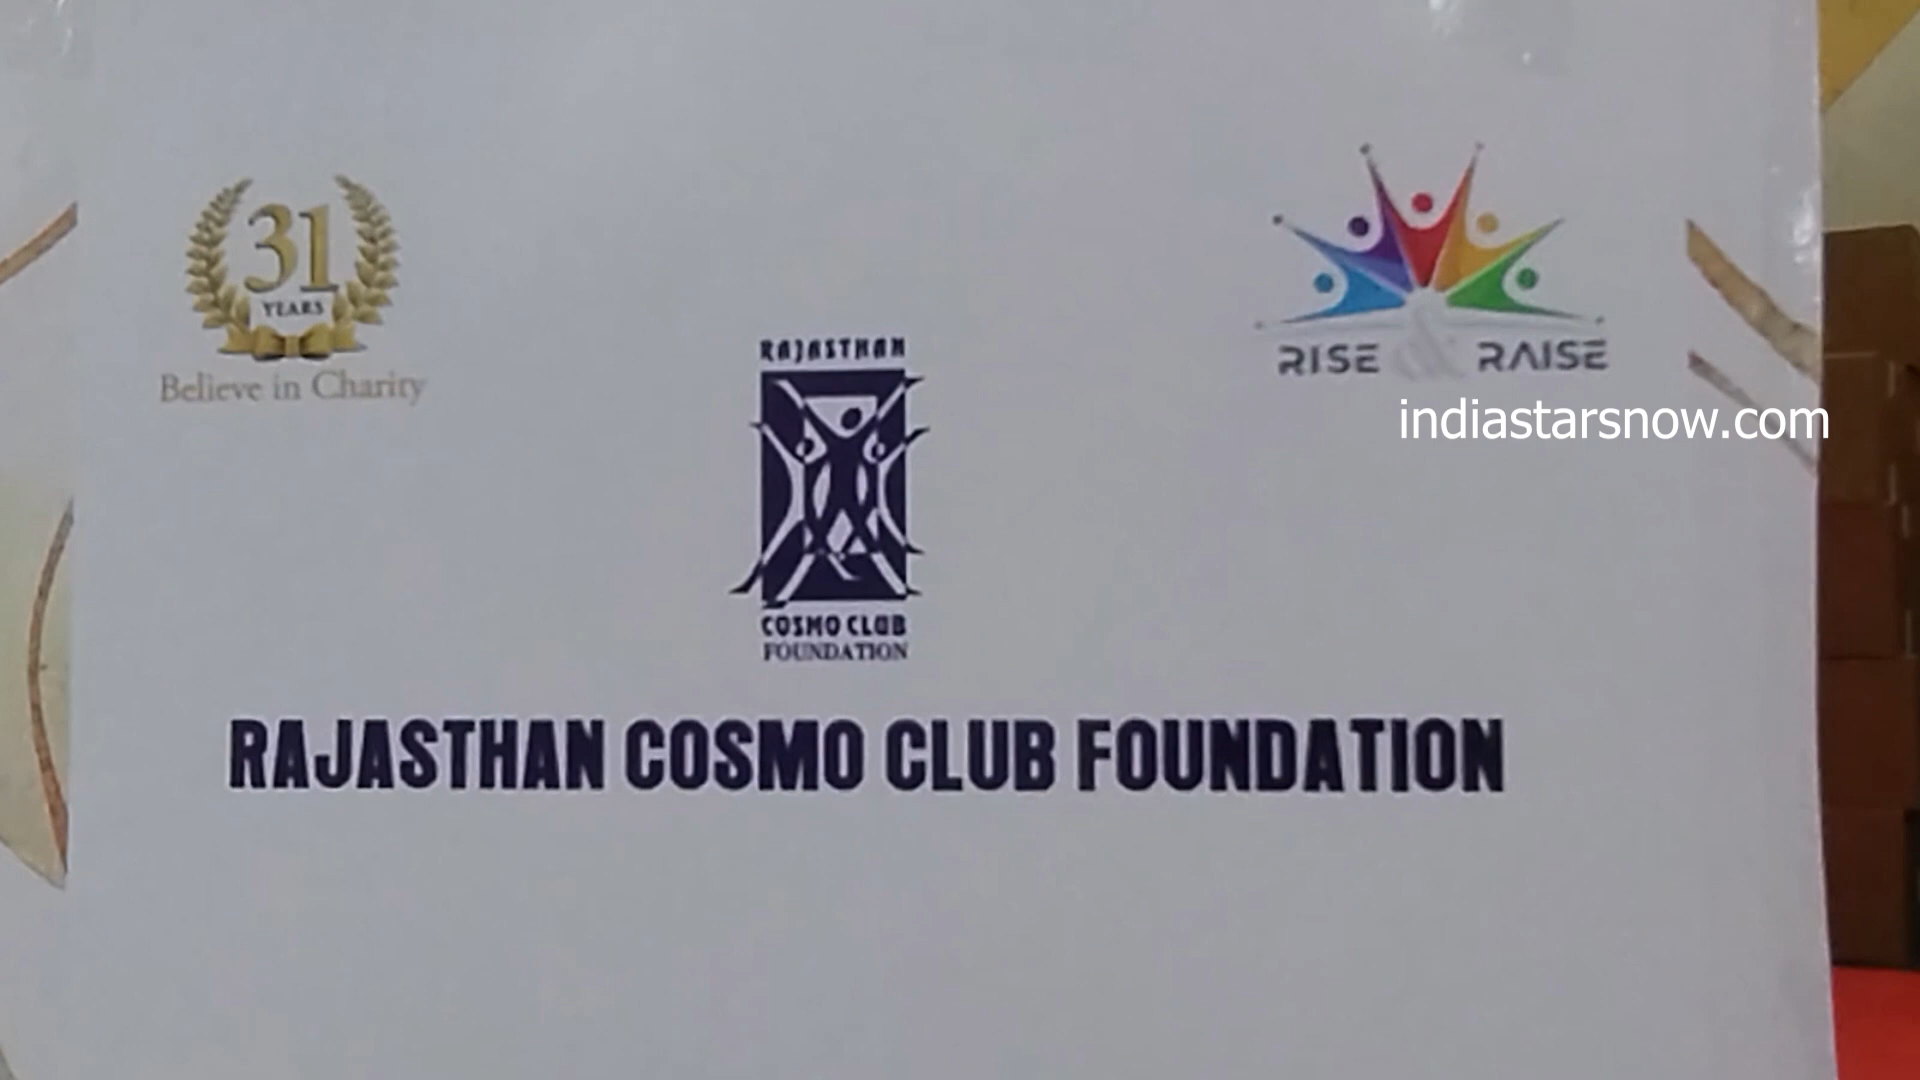 31
YEARS
Believe in Charity
RISE & RAISE
indiastarsnow.com
RAJASTHAN
COSMO CLUB
FOUNDATION
RAJASTHAN COSMO CLUB FOUNDATION